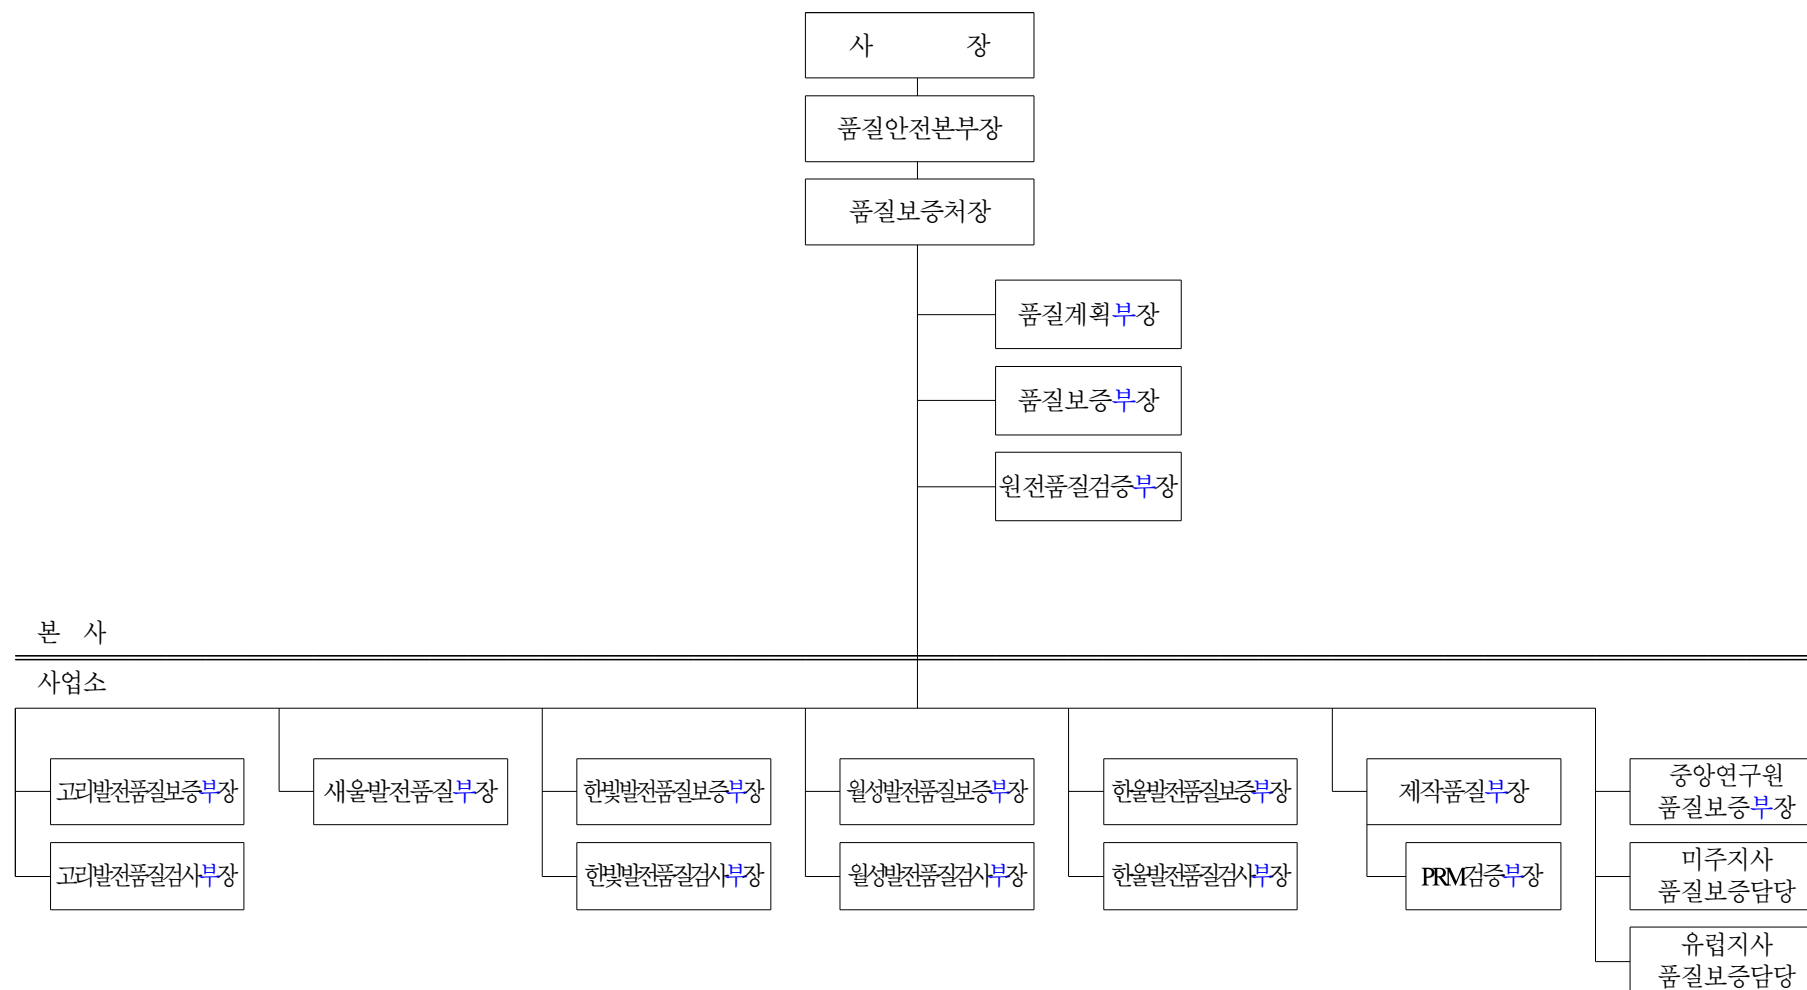 사 장
품질안전본부장
품질보증처장
품질계획부장
품질보증부장
원전품질검증부장
본 사
사업소
고리발전품질보증부장
새울발전품질부장
한빛발전품질보증부장
월성발전품질보증부장
한울발전품질보증부장
제작품질부장
중앙연구원
품질보증부장
고리발전품질검사부장
한빛발전품질검사부장
월성발전품질검사부장
한울발전품질검사부장
PRM검증부장
미주지사
품질보증담당
유럽지사
품질보증담당